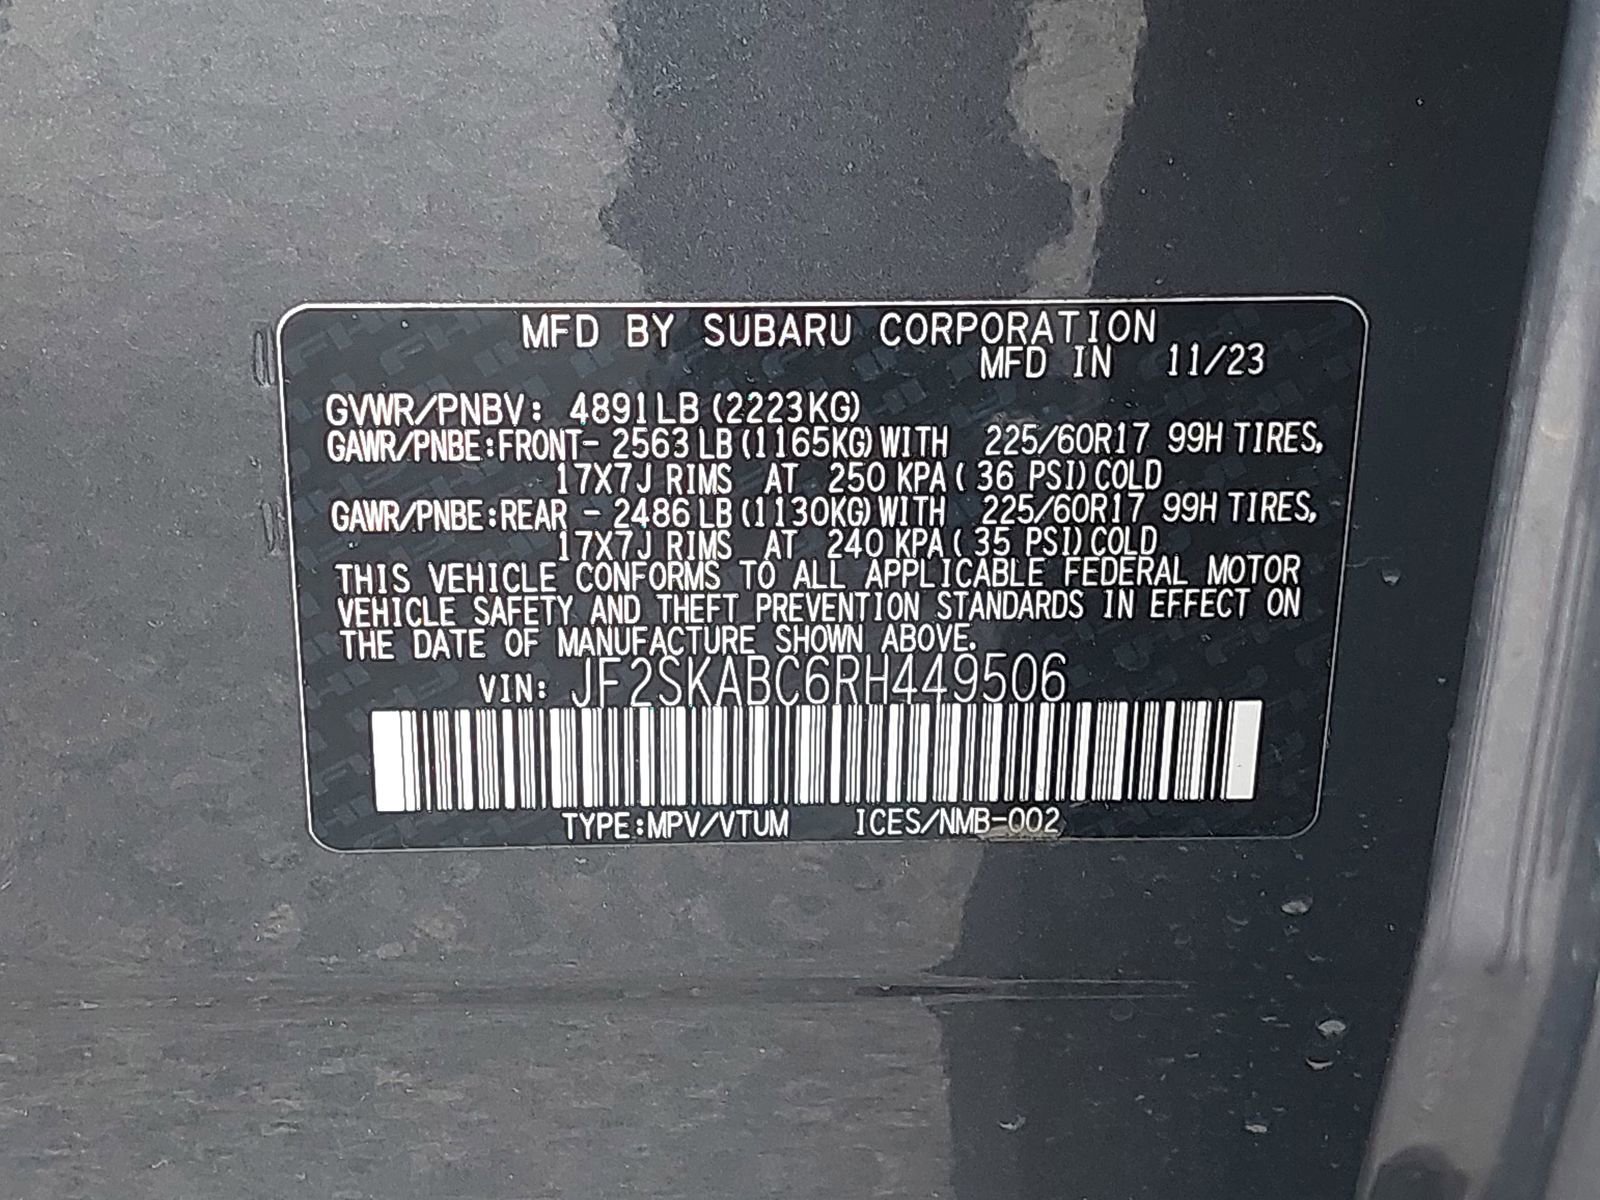 MFD BY SUBARU CORPORATION
MFD IN 11/23
GVWR/PNBV: 4891LB (2223KG)
GAWR/PNBE:FRONT- 2563 LB (1165KG) WITH 225/60R17 99H TIRES,
17X7J RIMS AT 250 KPA ( 36 PSI) COLD
GAWR/PNBE:REAR - 2486 LB (1130KG) WITH 225/60R17 99H TIRES,
17X7J RIMS AT 240 KPA ( 35 PSI) COLD
THIS VEHICLE CONFORMS TO ALL APPLICABLE FEDERAL MOTOR
VEHICLE SAFETY AND THEFT PREVENTION STANDARDS IN EFFECT ON
THE DATE OF MANUFACTURE SHOWN ABOVE.
VIN: JF2SKABC6RH449506
TYPE:MPV/VTUM ICES/NMB-002